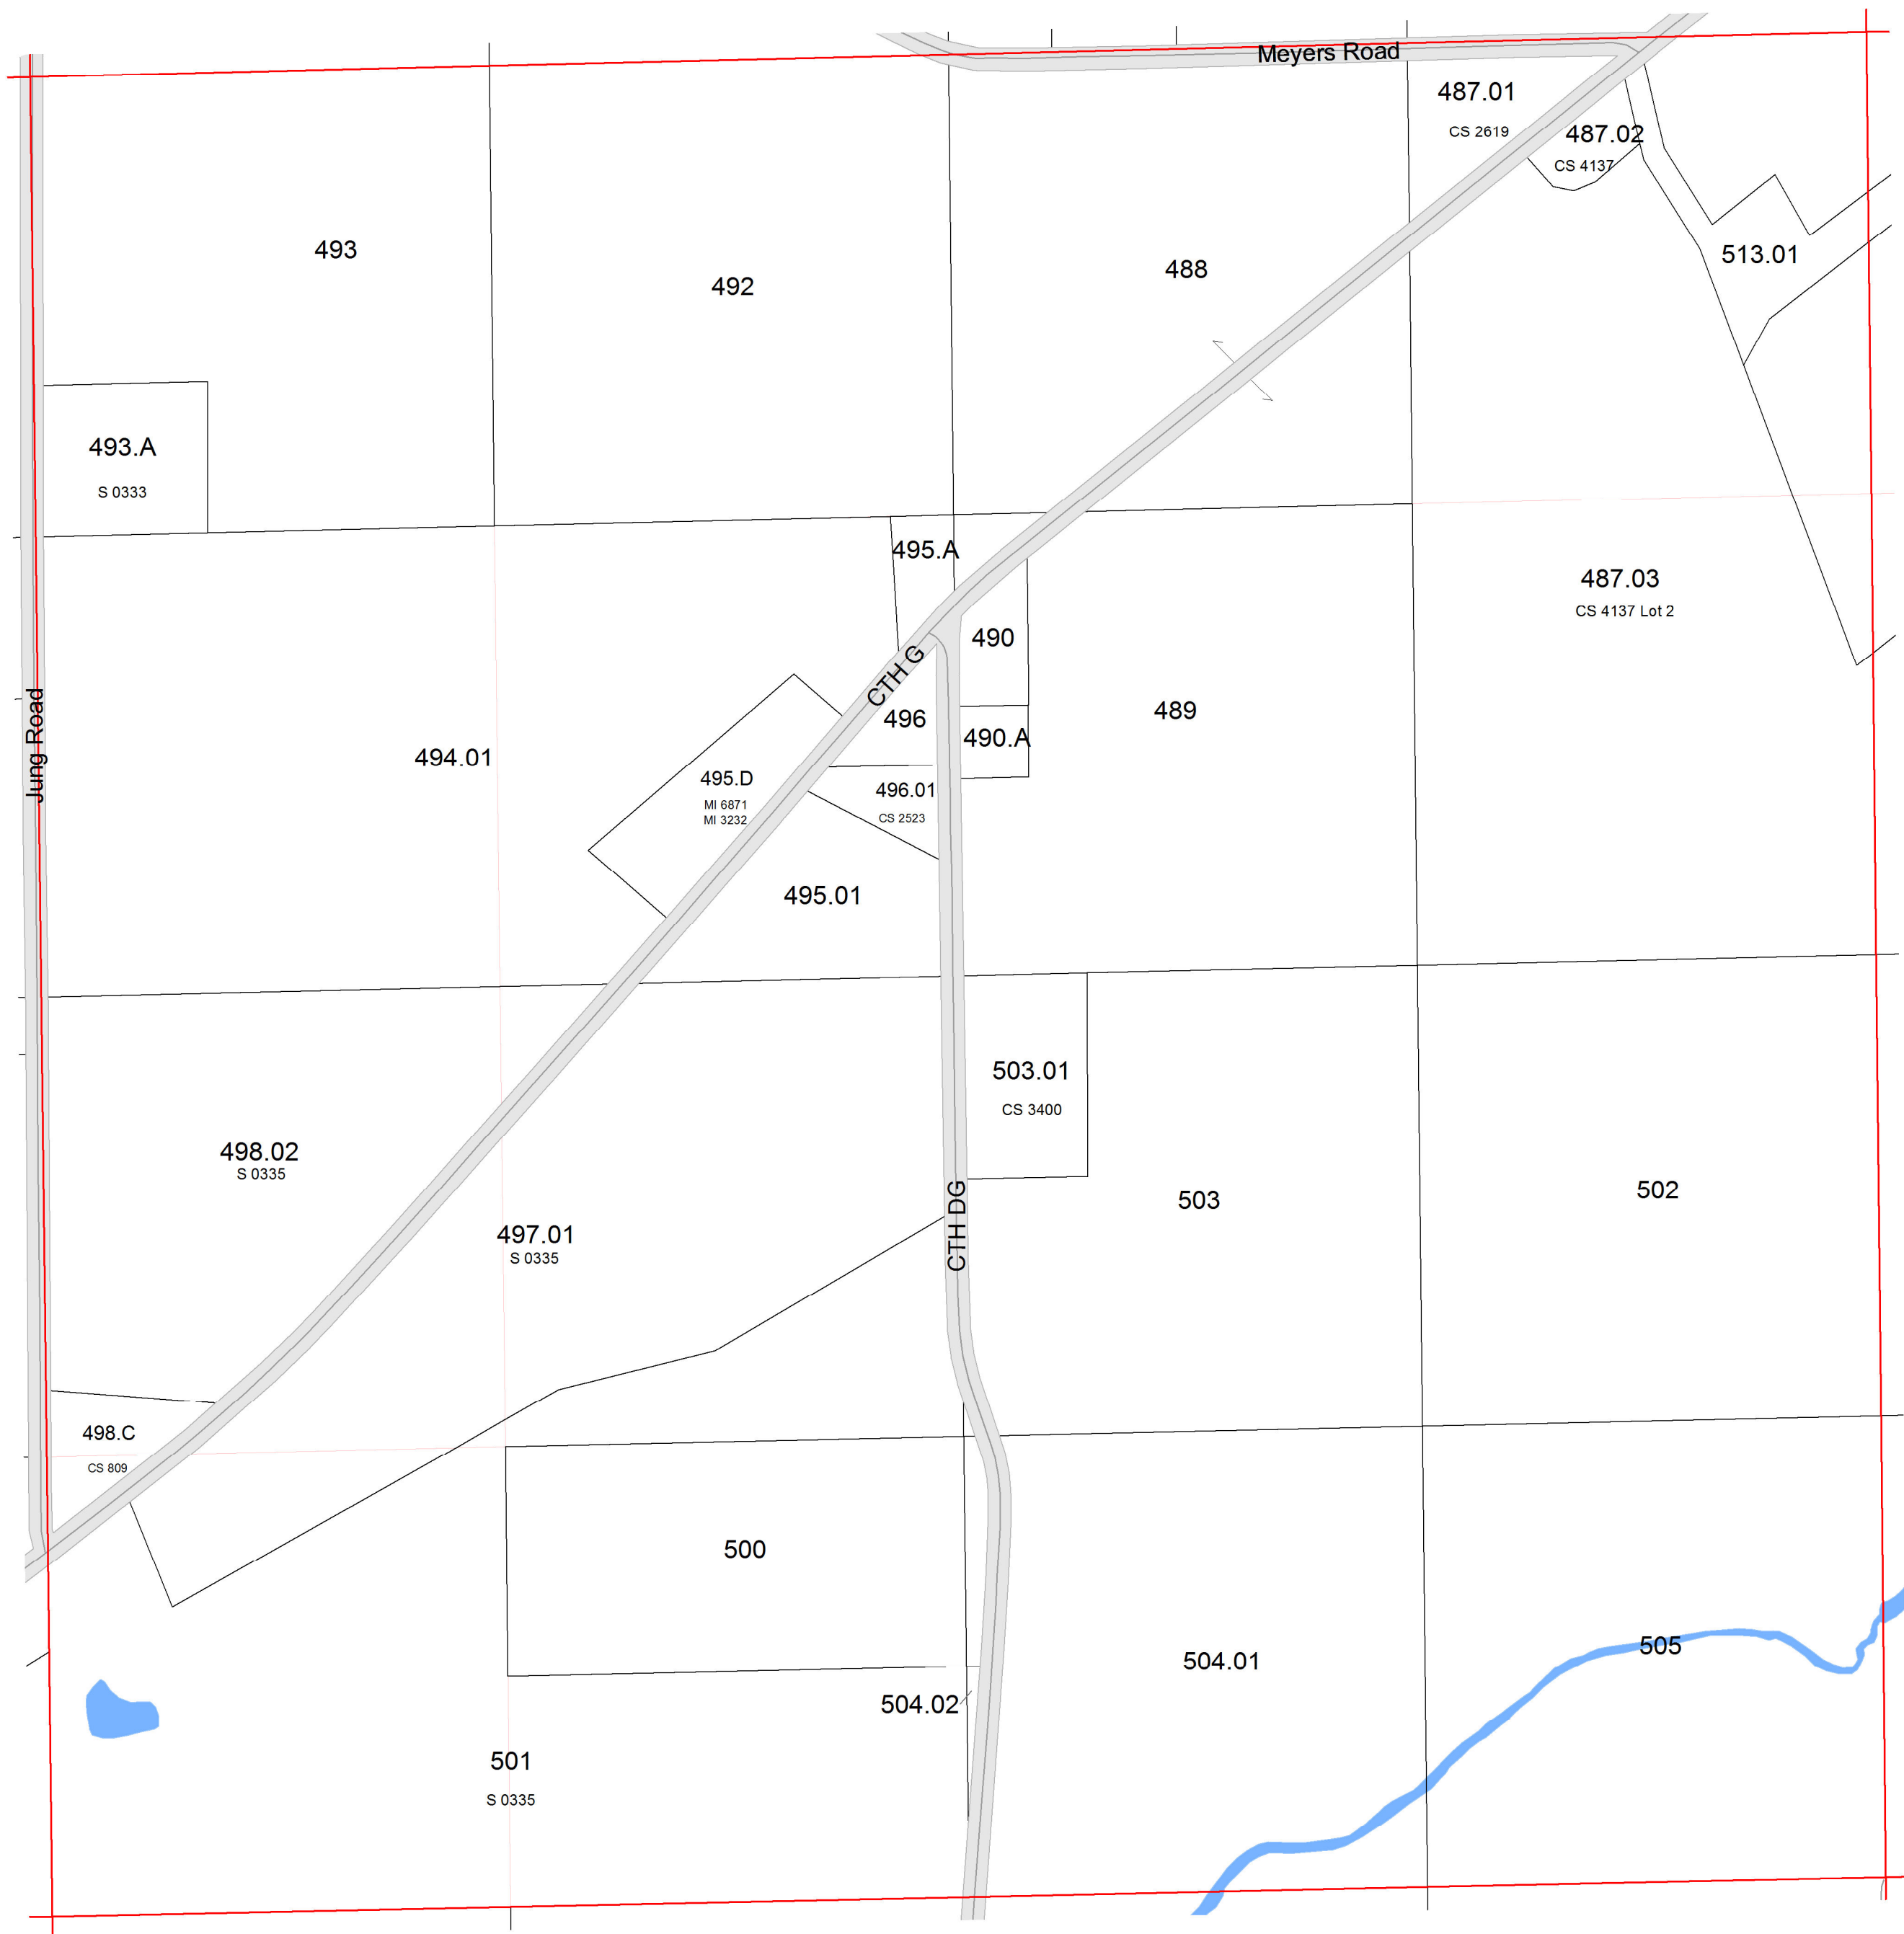 Meyers Road
487.01
CS 2619
487.02
CS 4137
493
492
488
513.01
493.A
S 0333
495.A
487.03
CS 4137 Lot 2
490
CTH G
496
489
490.A
Jung Road
494.01
495.D
MI 6871
MI 3232
496.01
CS 2523
495.01
503.01
CS 3400
498.02
S 0335
503
502
CTH DG
497.01
S 0335
498.C
CS 809
500
505
504.01
504.02
501
S 0335